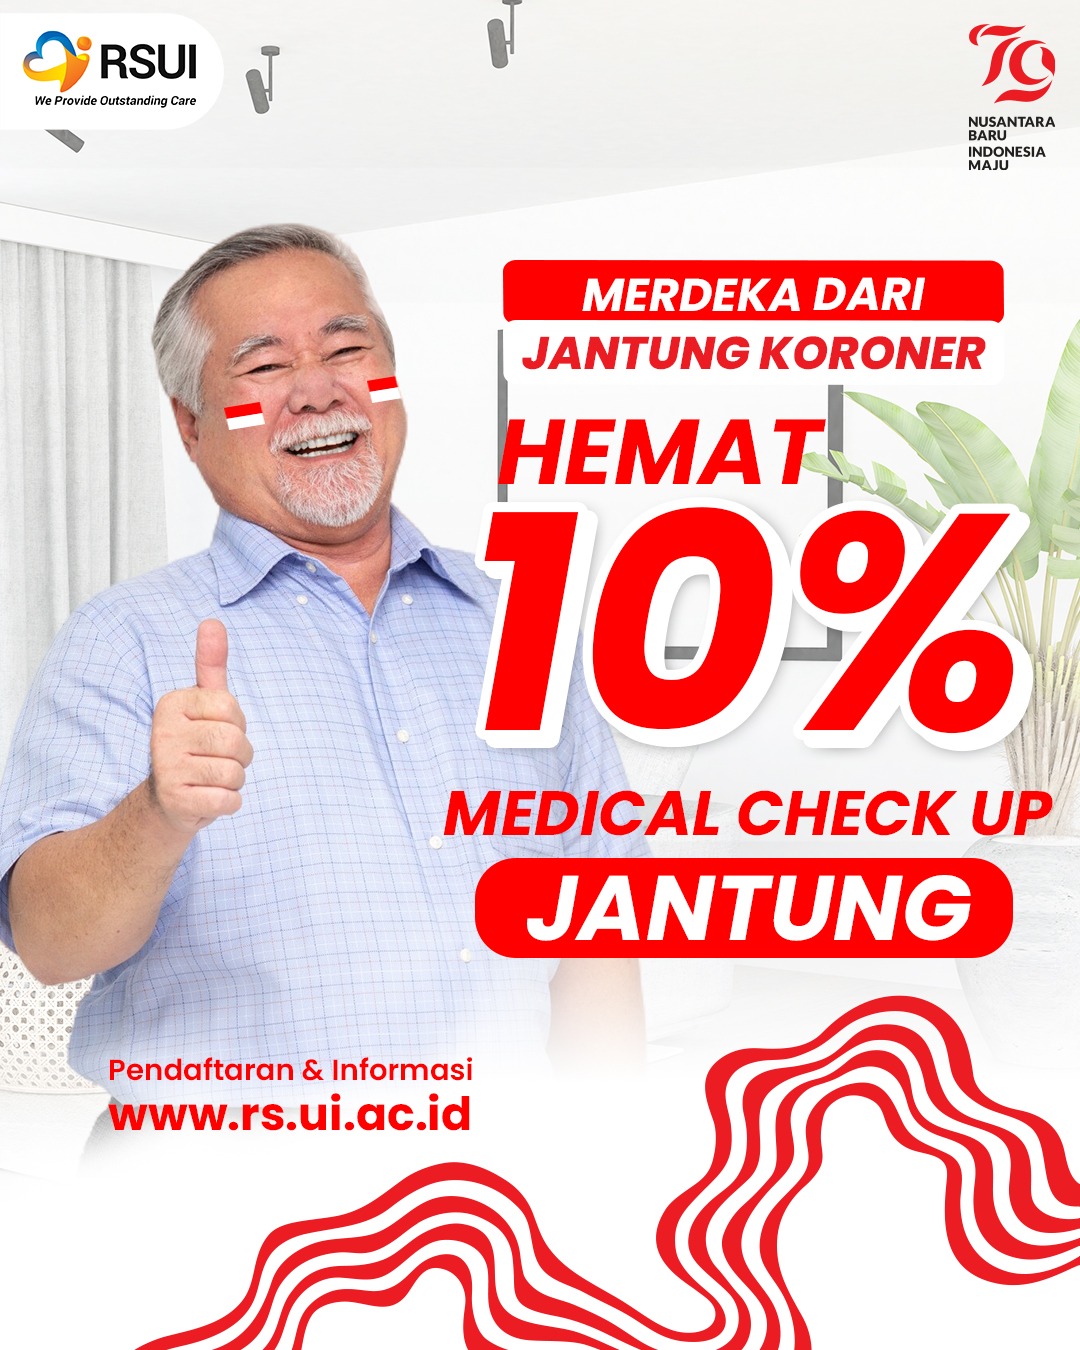 RSUI
We Provide Outstanding Care
79
NUSANTARA
BARU
INDONESIA
MAJU
MERDEKA DARI
JANTUNG KORONER
HEMAT
10%
MEDICAL CHECK UP
JANTUNG
Pendaftaran & Informasi
www.rs.ui.ac.id